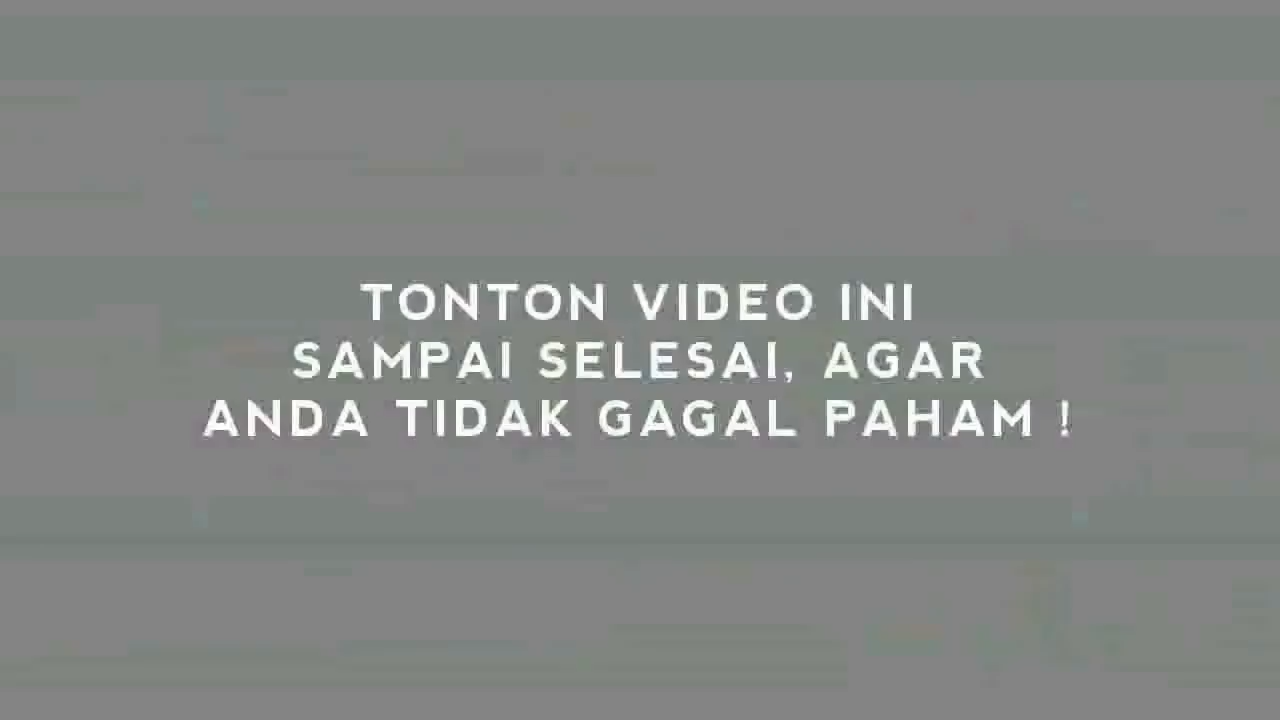 TONTON VIDEO INI
SAMPAI SELESAI, AGAR
ANDA TIDAK GAGAL PAHAM !